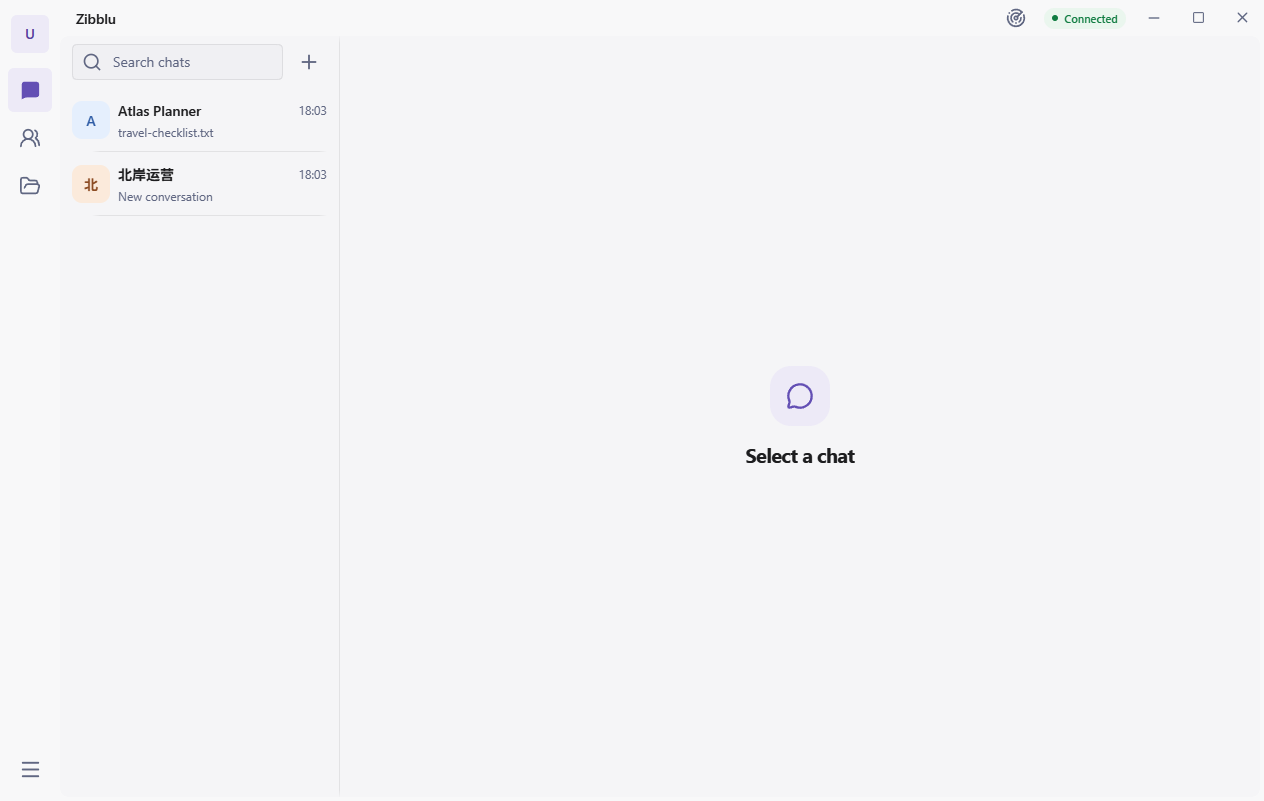 U
Zibblu
Connected
Search chats
A
Atlas Planner
18:03
travel-checklist.txt
北
北岸运营
18:03
New conversation
Select a chat